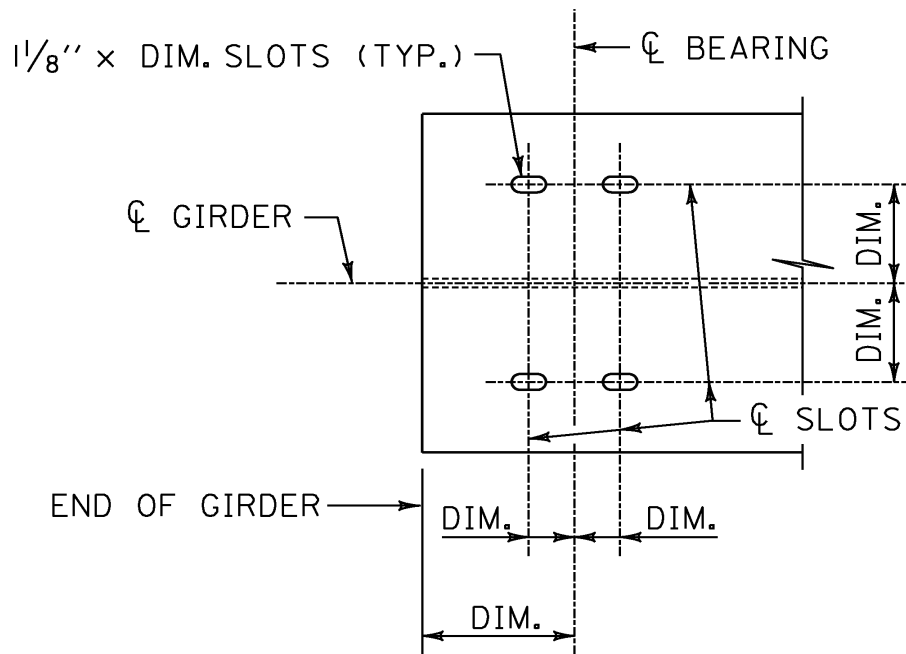 ℄ BEARING
1 1/8'' × DIM. SLOTS (TYP.)
℄ GIRDER
DIM.
DIM.
℄ SLOTS
END OF GIRDER
DIM.
DIM.
DIM.